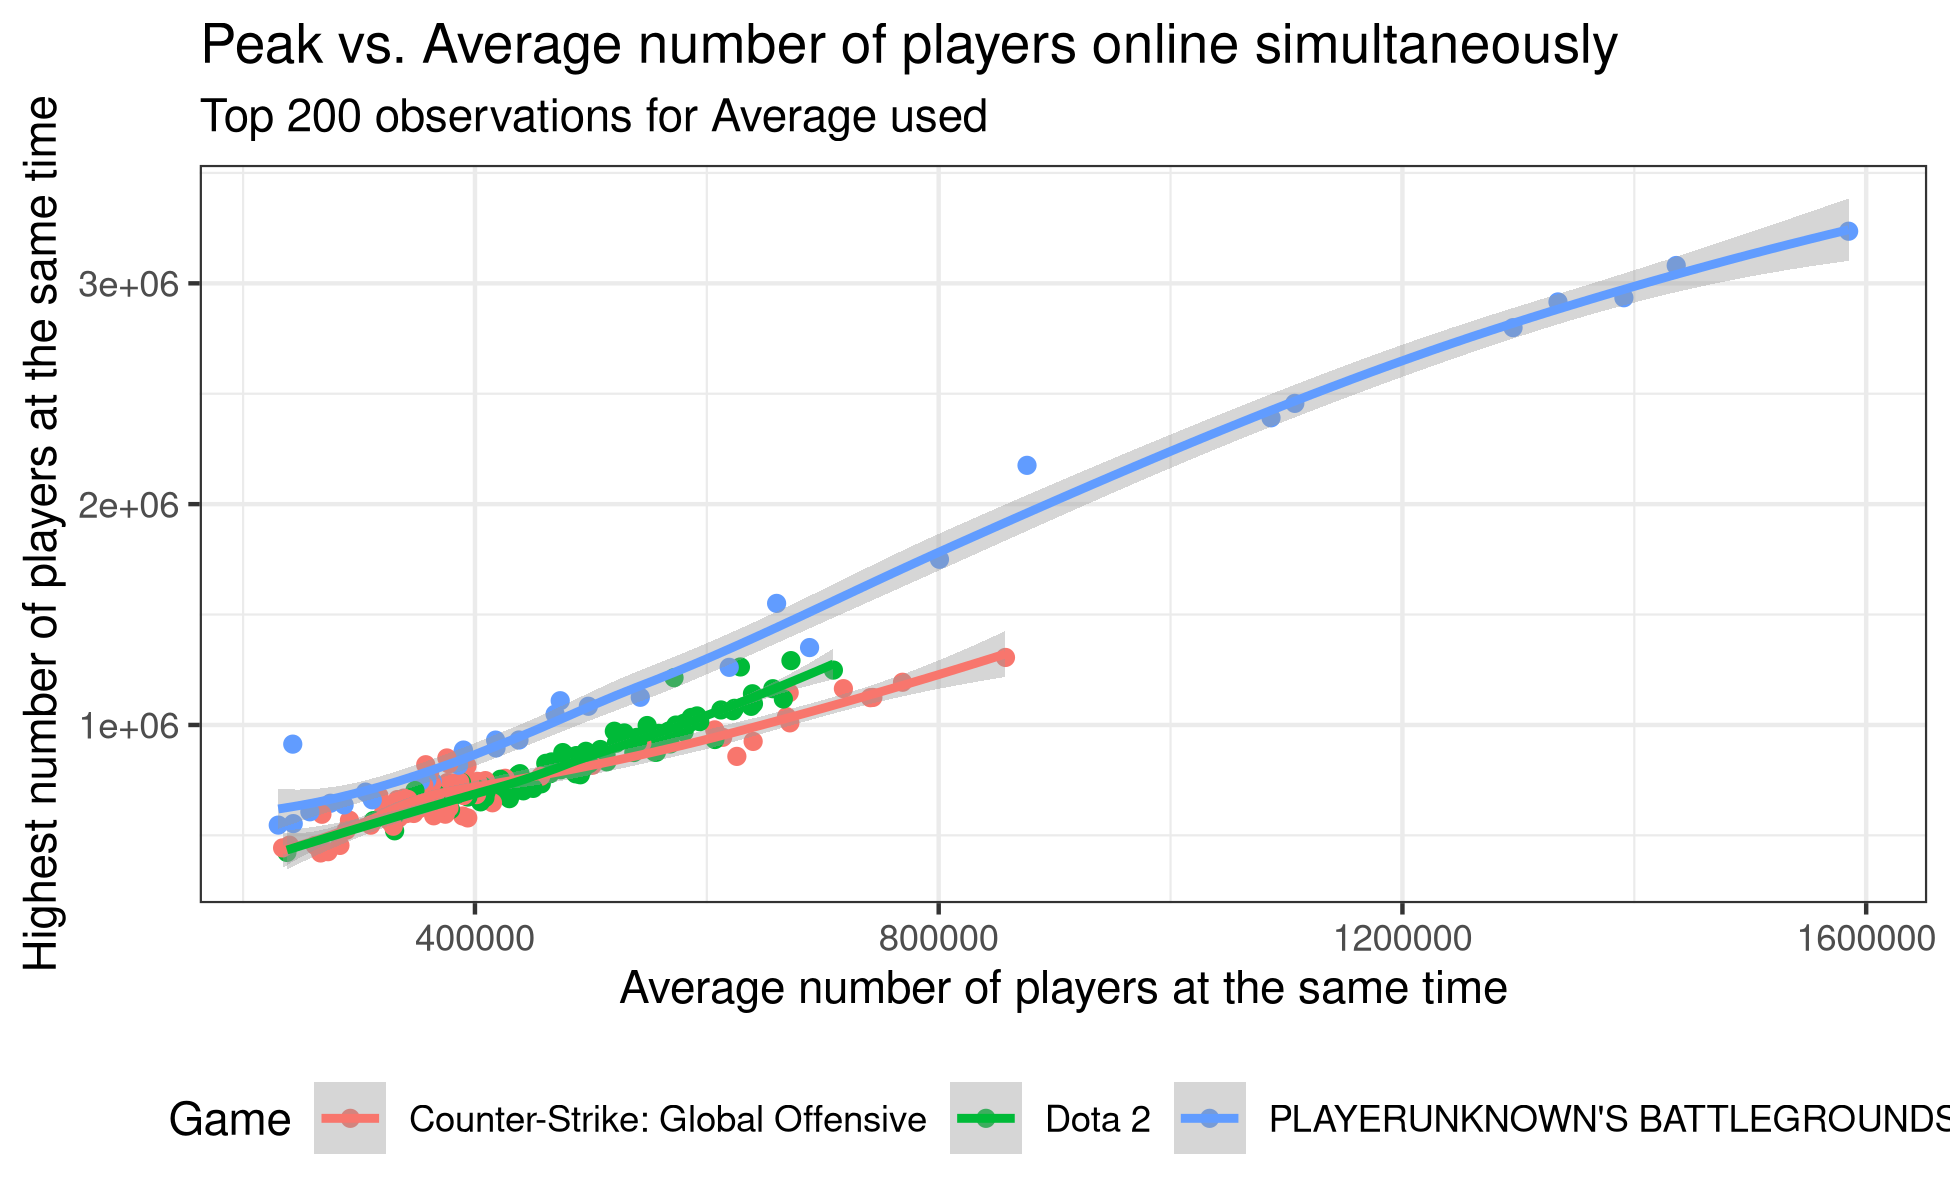 Peak vs. Average number of players online simultaneously
Top 200 observations for Average used
Highest number of players at the same time
3e+06
2e+06
1e+06
400000 800000 1200000 1600000
Average number of players at the same time
Game Counter-Strike: Global Offensive Dota 2 PLAYERUNKNOWN'S BATTLEGROUNDS